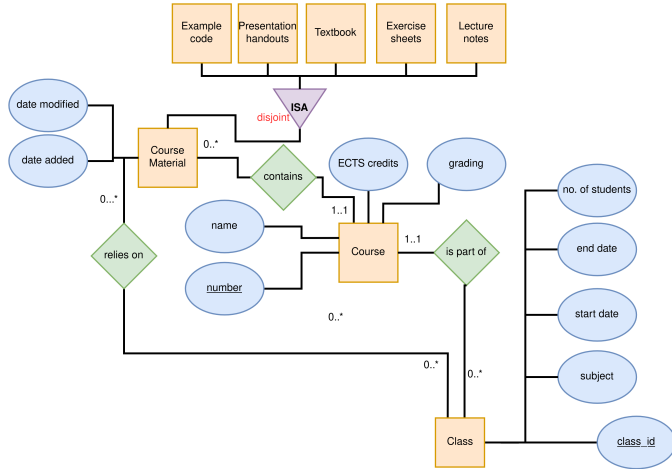 Example
code
Presentation
handouts
Textbook
Exercise
sheets
Lecture
notes
ISA
disjoint
date modified
date added
Course
Material
0..*
contains
ECTS credits
grading
no. of students
0...*
1..1
name
1..1
relies on
Course
is part of
end date
number
0..*
start date
0..*
0..*
subject
Class
class_id